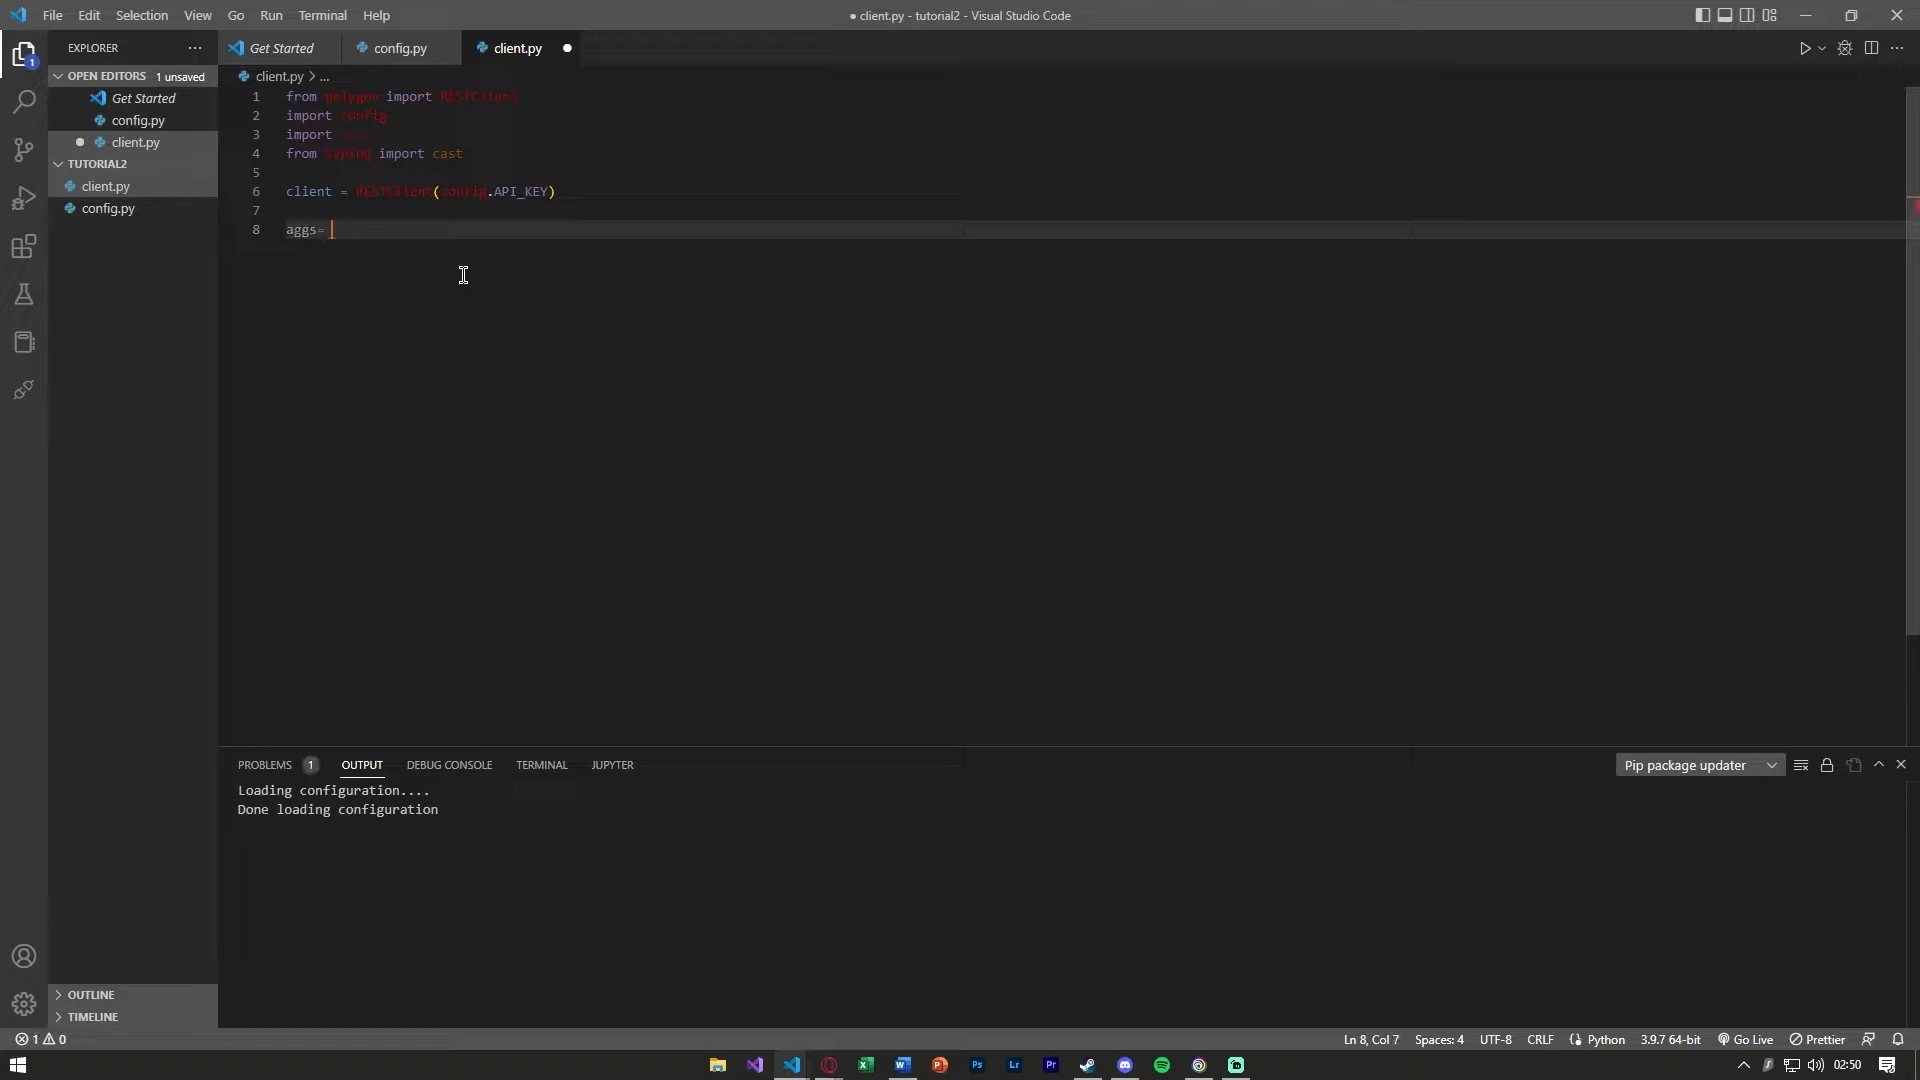 File Edit Selection View Go Run Terminal Help
● client.py - tutorial2 - Visual Studio Code
EXPLORER
Get Started
config.py
client.py
OPEN EDITORS 1 unsaved
Get Started
config.py
client.py
TUTORIAL2
client.py
config.py
OUTLINE
TIMELINE
1
client.py > ...
1 from polygon import RESTClient
2 import config
3 import
4 from typing import cast
5
6 client = RESTClient(config.API_KEY)
7
8 aggs=
PROBLEMS 1 OUTPUT DEBUG CONSOLE TERMINAL JUPYTER
Pip package updater
Loading configuration....
Done loading configuration
1 0
Ln 8, Col 7 Spaces: 4 UTF-8 CRLF Python 3.9.7 64-bit Go Live Prettier
02:50